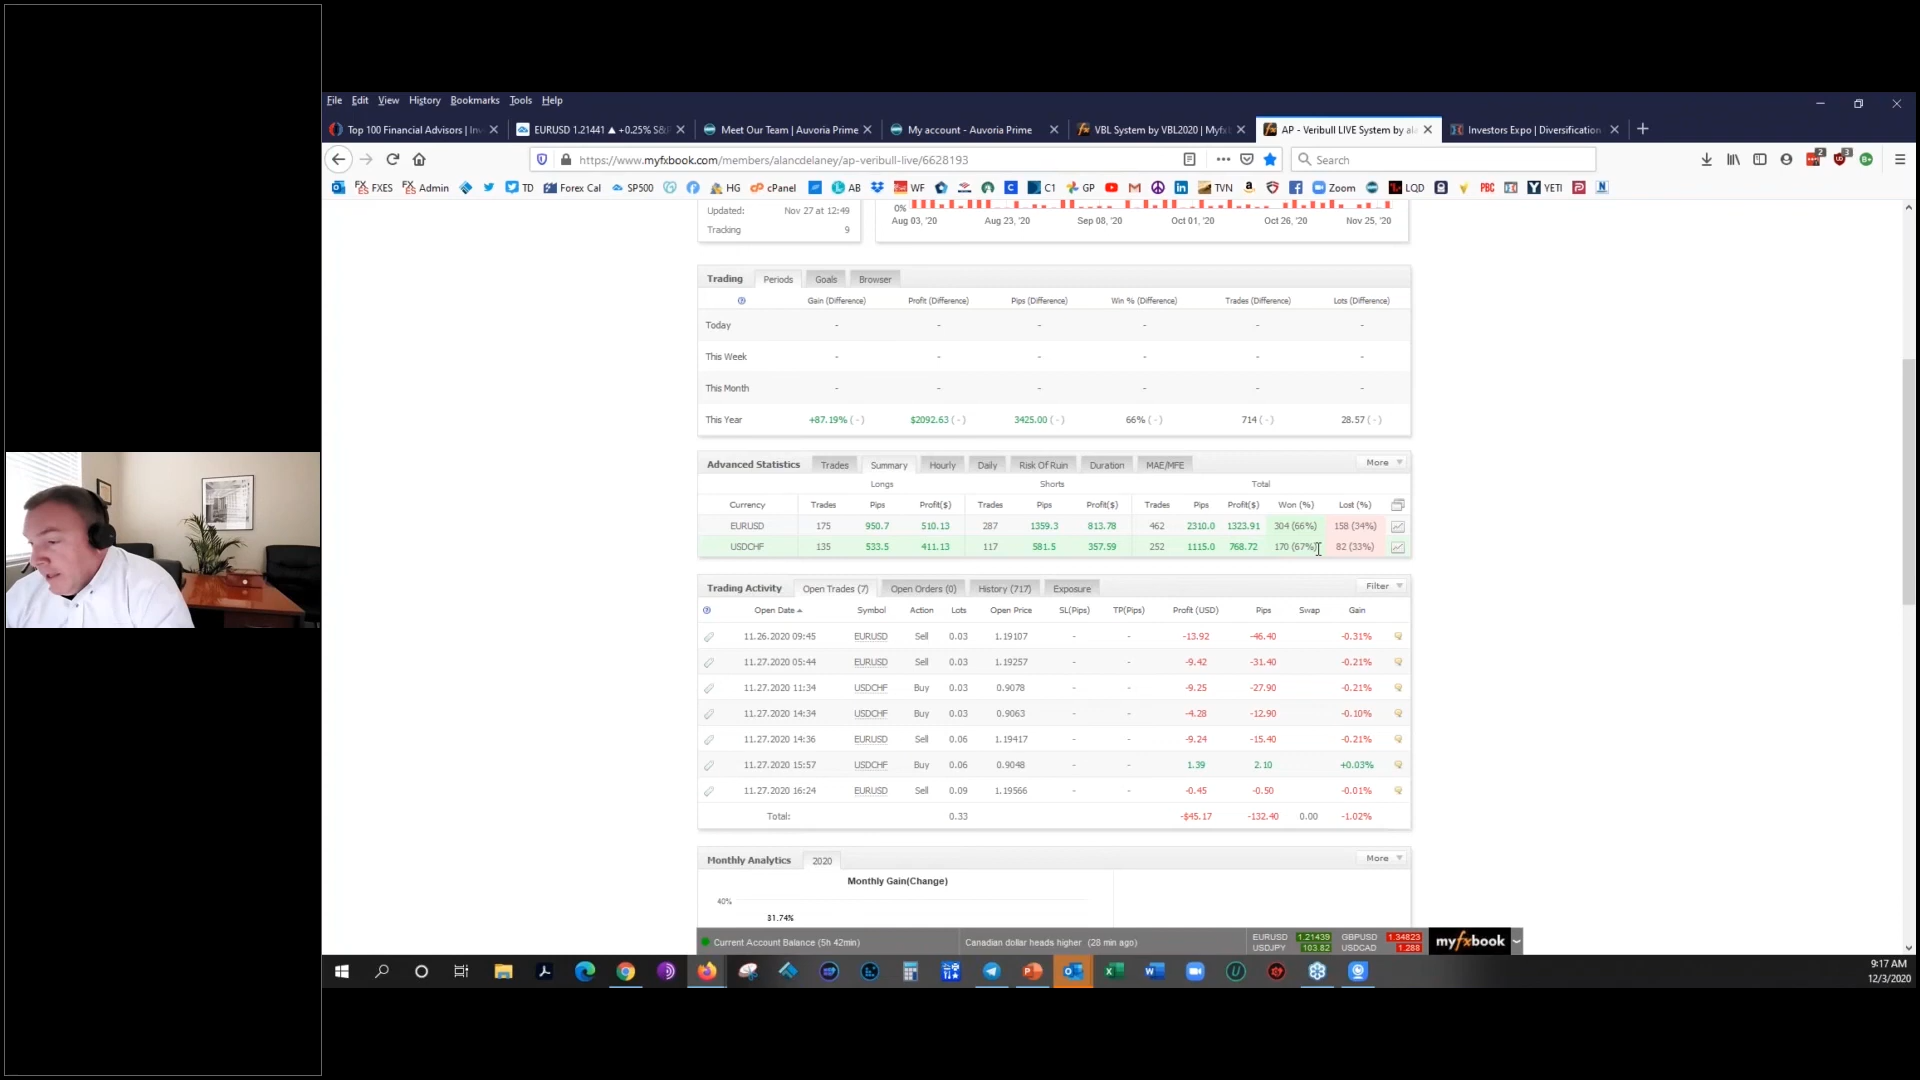 File Edit View History Bookmarks Tools Help
Top 100 Financial Advisors | Inv
EURUSD 1.21441 ▲ +0.25% S&
Meet Our Team | Auvoria Prime
My account - Auvoria Prime
VBL System by VBL2020 | Myfx
AP - Veribull LIVE System by al
Investors Expo | Diversification
https://www.myfxbook.com/members/alancdelaney/ap-veribull-live/6628193
Search
2 3
FXES Admin TD Forex Cal SP500 HG cPanel AB WF C1 GP TVN Zoom LQD PBC YETI
Updated: Nov 27 at 12:49
Tracking 9
0%
Aug 03, '20 Aug 23, '20 Sep 08, '20 Oct 01, '20 Oct 26, '20 Nov 25, '20
Trading Periods Goals Browser
Gain (Difference) Profit (Difference) Pips (Difference) Win % (Difference) Trades (Difference) Lots (Difference)
Today - - - - - -
This Week - - - - - -
This Month - - - - - -
This Year +87.19% ( - ) $2092.63 ( - ) 3425.00 ( - ) 66% ( - ) 714 ( - ) 28.57 ( - )
Advanced Statistics Trades Summary Hourly Daily Risk Of Ruin Duration MAE/MFE More
Longs Shorts Total
Currency Trades Pips Profit($) Trades Pips Profit($) Trades Pips Profit($) Won (%) Lost (%)
EURUSD 175 950.7 510.13 287 1359.3 813.78 462 2310.0 1323.91 304 (66%) 158 (34%)
USDCHF 135 533.5 411.13 117 581.5 357.59 252 1115.0 768.72 170 (67%) 82 (33%)
Trading Activity Open Trades (7) Open Orders (0) History (717) Exposure Filter
Open Date Symbol Action Lots Open Price SL(Pips) TP(Pips) Profit (USD) Pips Swap Gain
11.26.2020 09:45 EURUSD Sell 0.03 1.19107 - - -13.92 -46.40 -0.31%
11.27.2020 05:44 EURUSD Sell 0.03 1.19257 - - -9.42 -31.40 -0.21%
11.27.2020 11:34 USDCHF Buy 0.03 0.9078 - - -9.25 -27.90 -0.21%
11.27.2020 14:34 USDCHF Buy 0.03 0.9063 - - -4.28 -12.90 -0.10%
11.27.2020 14:36 EURUSD Sell 0.06 1.19417 - - -9.24 -15.40 -0.21%
11.27.2020 15:57 USDCHF Buy 0.06 0.9048 - - 1.39 2.10 +0.03%
11.27.2020 16:24 EURUSD Sell 0.09 1.19566 - - -0.45 -0.50 -0.01%
Total: 0.33 -$45.17 -132.40 0.00 -1.02%
Monthly Analytics 2020 More
Monthly Gain(Change)
40%
31.74%
Current Account Balance (5h 42min) Canadian dollar heads higher (28 min ago)
EURUSD 1.21439 GBPUSD 1.34823
USDJPY 103.82 USDCAD 1.288
myfxbook
9:17 AM
12/3/2020